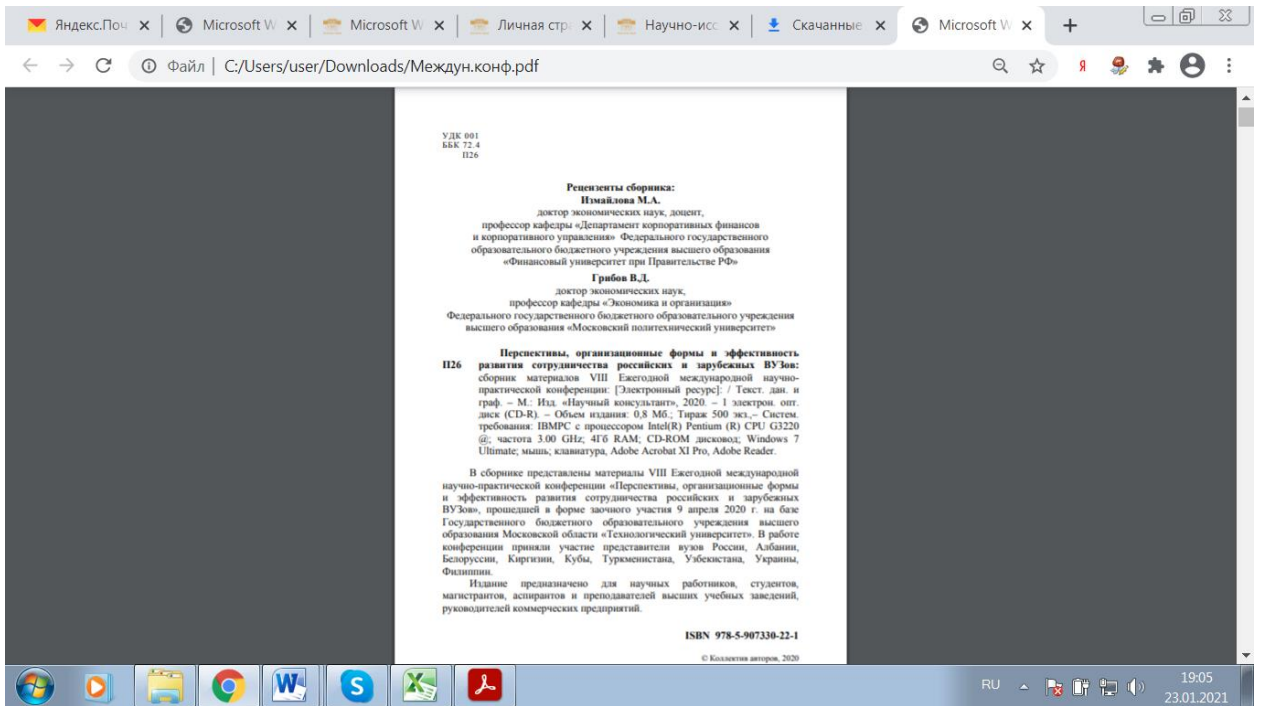 Яндекс.Поч
Microsoft W
Microsoft W
Личная стра
Научно-исс
Скачанные
Microsoft W
Файл | C:/Users/user/Downloads/Междун.конф.pdf
УДК 001
ББК 72.4
П26
Рецензенты сборника:
Измайлова М.А.
доктор экономических наук, доцент,
профессор кафедры «Департамент корпоративных финансов
и корпоративного управления» Федерального государственного
образовательного бюджетного учреждения высшего образования
«Финансовый университет при Правительстве РФ»
Грибов В.Д.
доктор экономических наук,
профессор кафедры «Экономика и организация»
Федерального государственного бюджетного образовательного учреждения
высшего образования «Московский политехнический университет»
Перспективы, организационные формы и эффективность
П26 развития сотрудничества российских и зарубежных ВУЗов:
сборник материалов VIII Ежегодной международной научно-
практической конференции: [Электронный ресурс]: / Текст. дан. и
граф. – М.: Изд. «Научный консультант», 2020. – 1 электрон. опт.
диск (CD-R). – Объем издания: 0,8 Мб.; Тираж 500 экз.,– Систем.
требования: IBMPC с процессором Intel(R) Pentium (R) CPU G3220
@; частота 3.00 GHz; 4Гб RAM; CD-ROM дисковод; Windows 7
Ultimate; мышь; клавиатура, Adobe Acrobat XI Pro, Adobe Reader.
В сборнике представлены материалы VIII Ежегодной международной
научно-практической конференции «Перспективы, организационные формы
и эффективность развития сотрудничества российских и зарубежных
ВУЗов», прошедшей в форме заочного участия 9 апреля 2020 г. на базе
Государственного бюджетного образовательного учреждения высшего
образования Московской области «Технологический университет». В работе
конференции приняли участие представители вузов России, Албании,
Белоруссии, Киргизии, Кубы, Туркменистана, Узбекистана, Украины,
Филиппин.
Издание предназначено для научных работников, студентов,
магистрантов, аспирантов и преподавателей высших учебных заведений,
руководителей коммерческих предприятий.
ISBN 978-5-907330-22-1
© Коллектив авторов, 2020
RU
19:05
23.01.2021